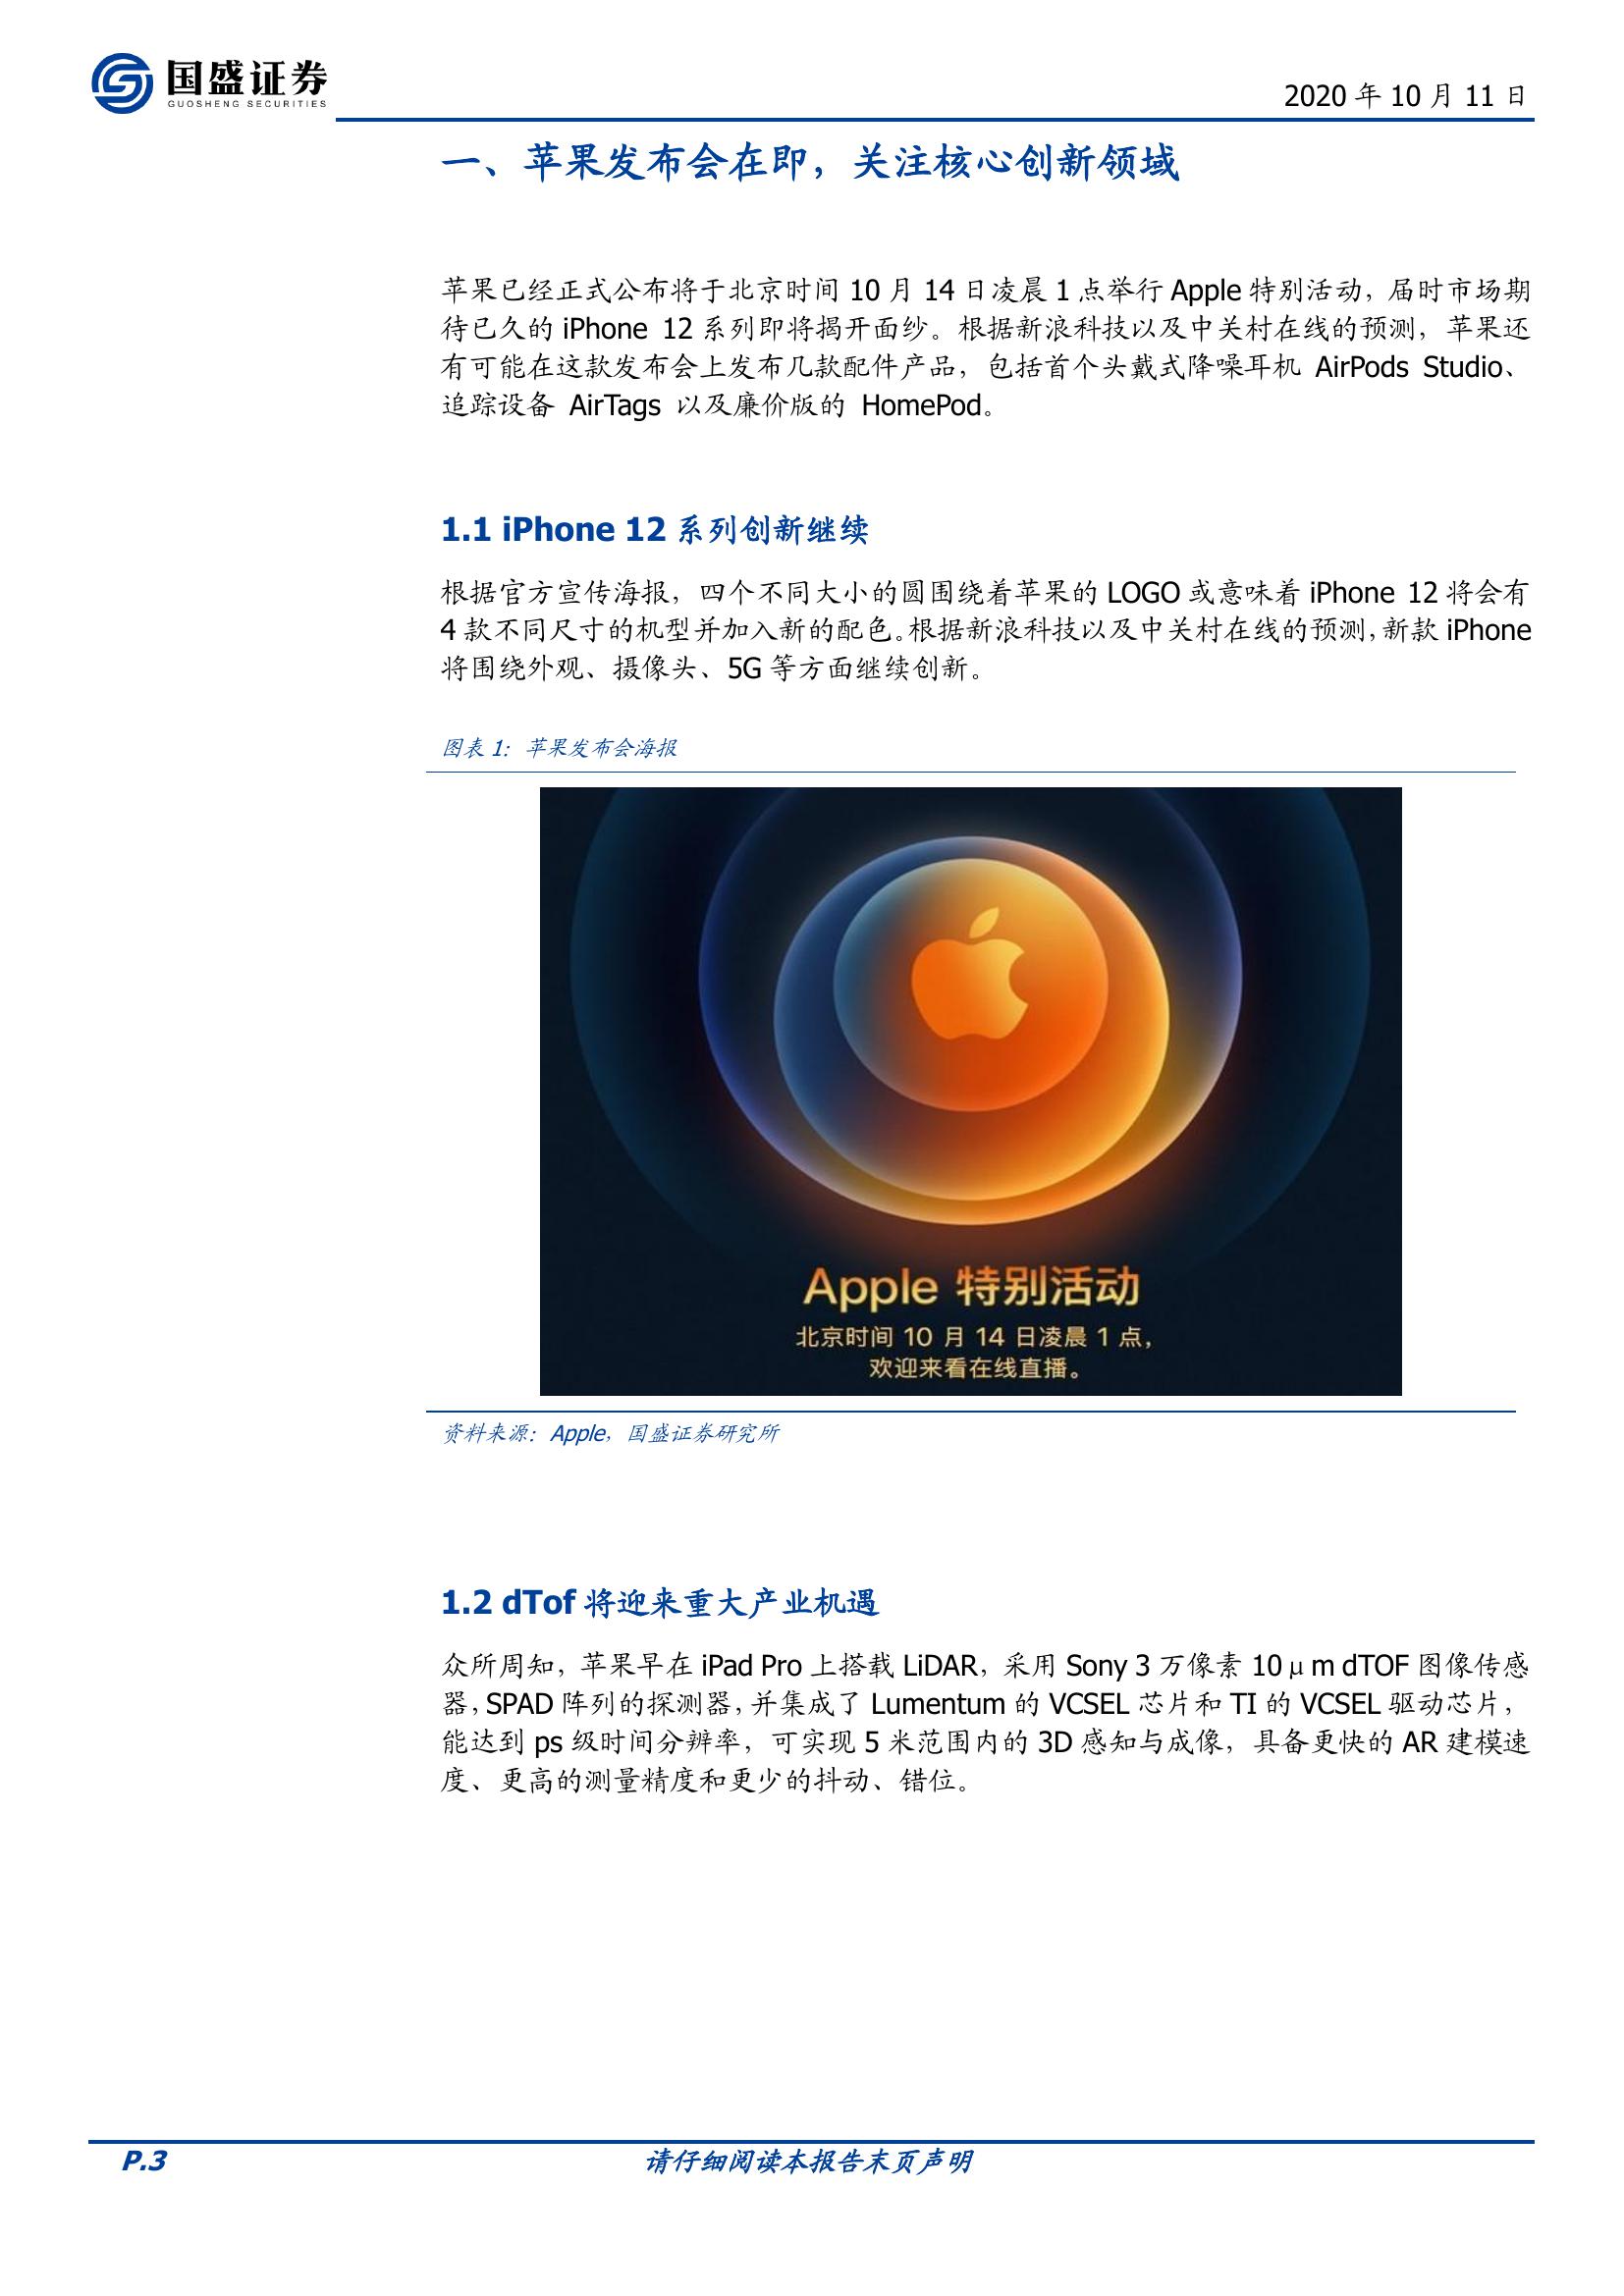 国盛证券
GUOSHENG SECURITIES
2020 年 10 月 11 日
一、苹果发布会在即，关注核心创新领域
苹果已经正式公布将于北京时间 10 月 14 日凌晨 1 点举行 Apple 特别活动，届时市场期
待已久的 iPhone 12 系列即将揭开面纱。根据新浪科技以及中关村在线的预测，苹果还
有可能在这款发布会上发布几款配件产品，包括首个头戴式降噪耳机 AirPods Studio、
追踪设备 AirTags 以及廉价版的 HomePod。
1.1 iPhone 12 系列创新继续
根据官方宣传海报，四个不同大小的圆围绕着苹果的 LOGO 或意味着 iPhone 12 将会有
4 款不同尺寸的机型并加入新的配色。根据新浪科技以及中关村在线的预测，新款 iPhone
将围绕外观、摄像头、5G 等方面继续创新。
图表 1：苹果发布会海报
Apple 特别活动
北京时间 10 月 14 日凌晨 1 点，
欢迎来看在线直播。
资料来源：Apple，国盛证券研究所
1.2 dTof 将迎来重大产业机遇
众所周知，苹果早在 iPad Pro 上搭载 LiDAR，采用 Sony 3 万像素 10μm dTOF 图像传感
器，SPAD 阵列的探测器，并集成了 Lumentum 的 VCSEL 芯片和 TI 的 VCSEL 驱动芯片，
能达到 ps 级时间分辨率，可实现 5 米范围内的 3D 感知与成像，具备更快的 AR 建模速
度、更高的测量精度和更少的抖动、错位。
P.3
请仔细阅读本报告末页声明